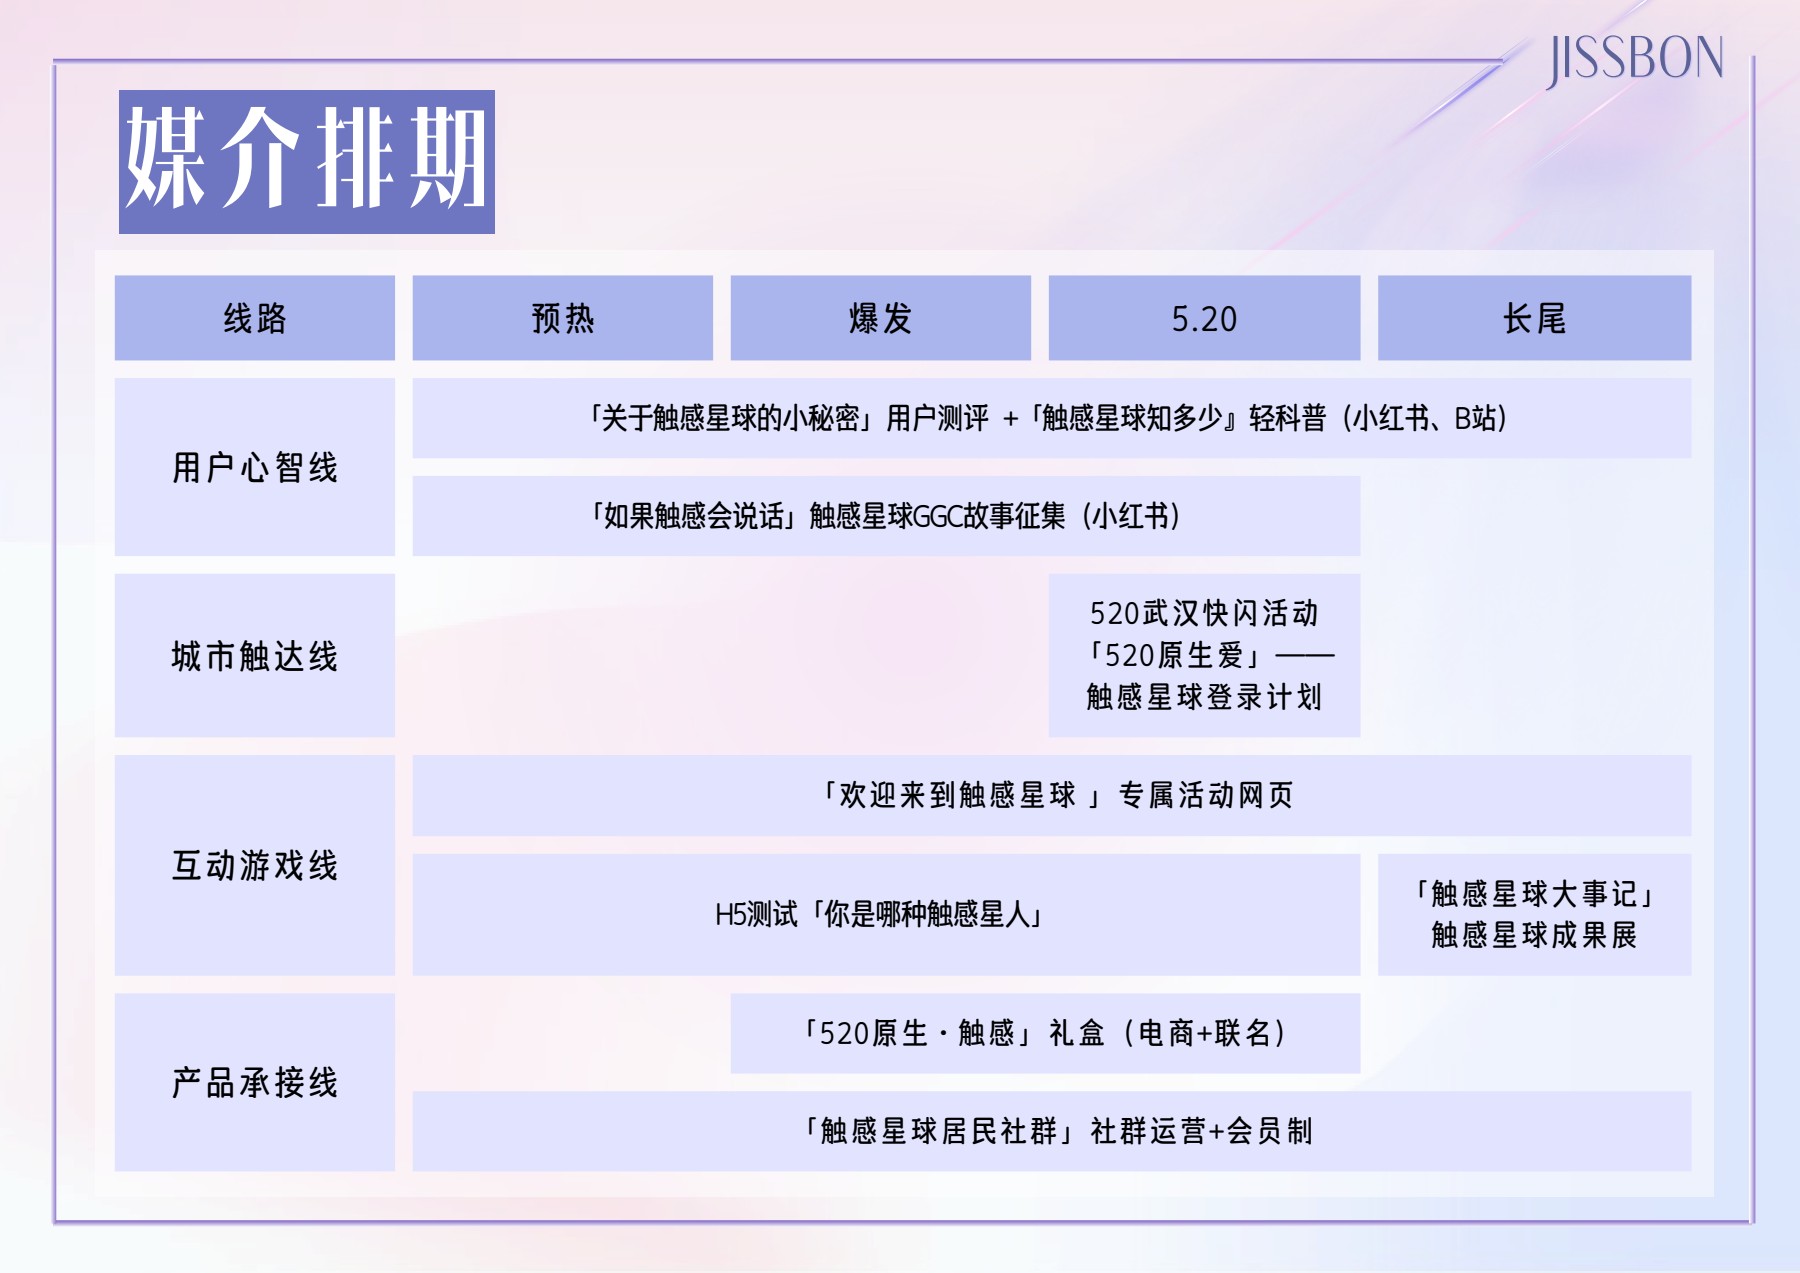 JISSBON
媒介排期
线路
预热
爆发
5.20
长尾
用户心智线
「关于触感星球的小秘密」用户测评 +「触感星球知多少』轻科普（小红书、B站）
「如果触感会说话」触感星球GGC故事征集（小红书）
城市触达线
520武汉快闪活动
「520原生爱」——
触感星球登录计划
互动游戏线
「欢迎来到触感星球 」专属活动网页
H5测试「你是哪种触感星人」
「触感星球大事记」
触感星球成果展
产品承接线
「520原生·触感」礼盒（电商+联名）
「触感星球居民社群」社群运营+会员制